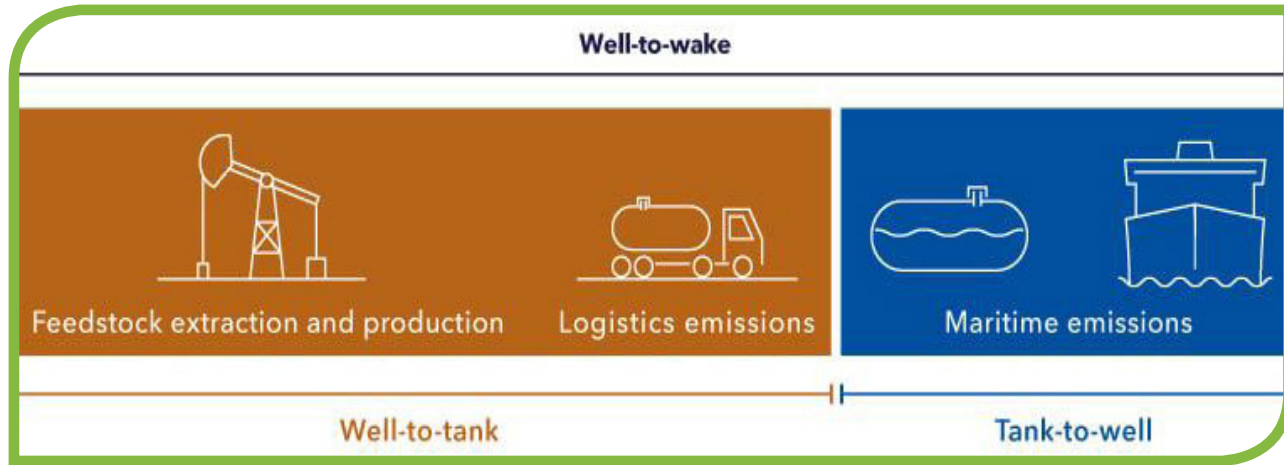 Well-to-wake
Feedstock extraction and production
Logistics emissions
Maritime emissions
Well-to-tank
Tank-to-well